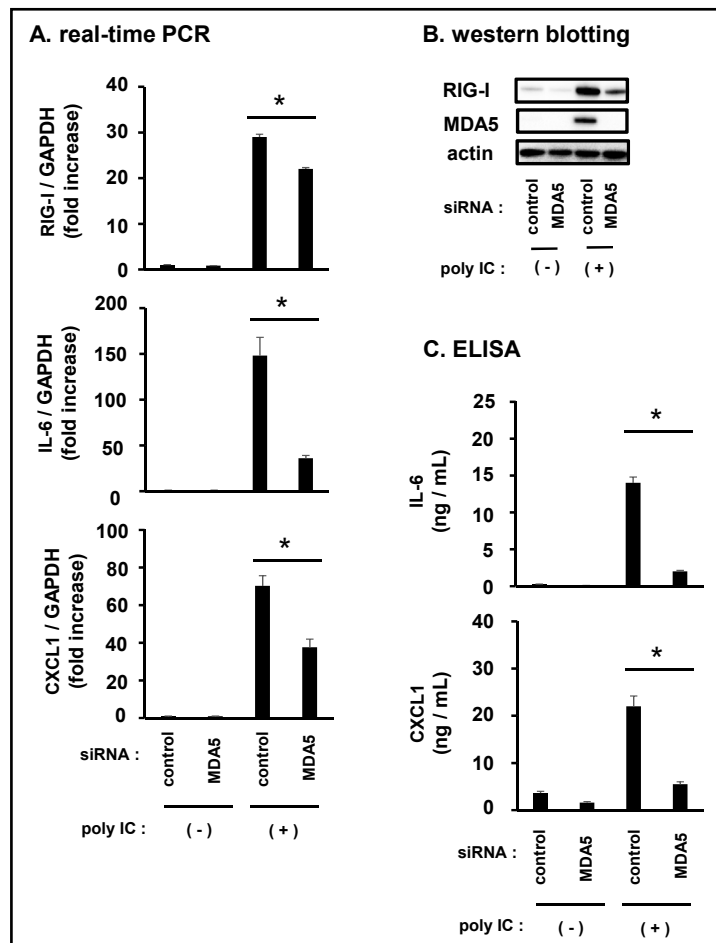 A. real-time PCR
RIG-I / GAPDH
(fold increase)
40
30
20
10
0
*
IL-6 / GAPDH
(fold increase)
200
150
100
50
0
*
CXCL1 / GAPDH
(fold increase)
80
60
40
20
0
*
siRNA :
control
MDA5
control
MDA5
poly IC :
( - )
( + )
B. western blotting
RIG-I
MDA5
actin
siRNA :
control
MDA5
control
MDA5
poly IC :
( - )
( + )
C. ELISA
IL-6
(ng / mL)
25
20
15
10
5
0
*
CXCL1
(ng / mL)
40
30
20
10
0
*
siRNA :
control
MDA5
control
MDA5
poly IC :
( - )
( + )